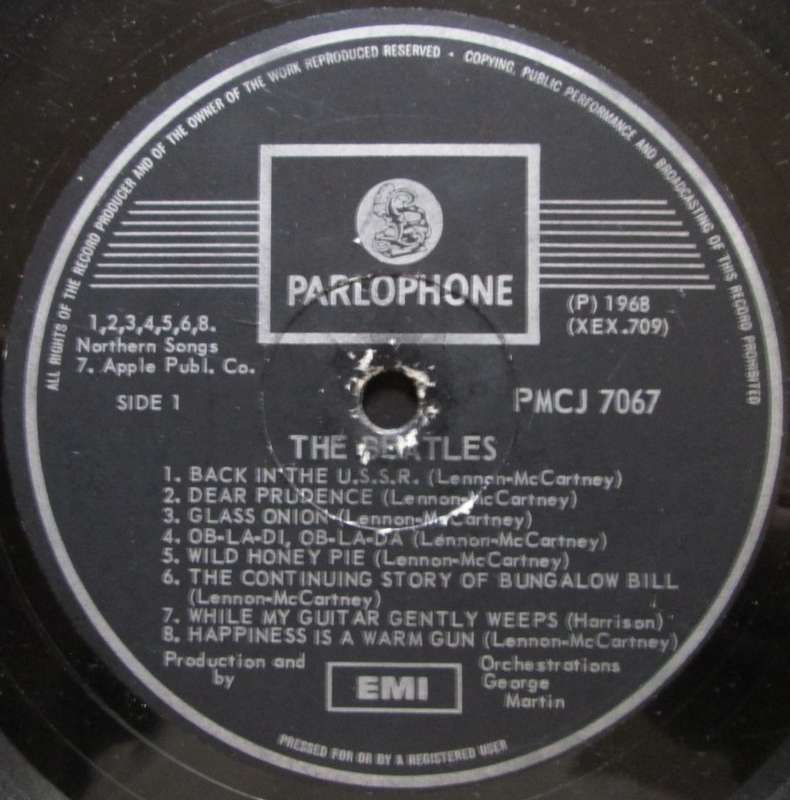 ALL RIGHTS OF THE RECORD PRODUCER AND OF THE OWNER OF THE WORK REPRODUCED RESERVED · COPYING, PUBLIC PERFORMANCE AND BROADCASTING OF THIS RECORD PROHIBITED
£
PARLOPHONE
(P) 1968
(XEX.709)
1,2,3,4,5,6,8.
Northern Songs
7. Apple Publ. Co.
SIDE 1
PMCJ 7067
THE BEATLES
1. BACK IN THE U.S.S.R. (Lennon-McCartney)
2. DEAR PRUDENCE (Lennon-McCartney)
3. GLASS ONION (Lennon-McCartney)
4. OB-LA-DI, OB-LA-DA (Lennon-McCartney)
5. WILD HONEY PIE (Lennon-McCartney)
6. THE CONTINUING STORY OF BUNGALOW BILL
(Lennon-McCartney)
7. WHILE MY GUITAR GENTLY WEEPS (Harrison)
8. HAPPINESS IS A WARM GUN (Lennon-McCartney)
Production and Orchestrations
by EMI George
Martin
PRESSED FOR OR BY A REGISTERED USER